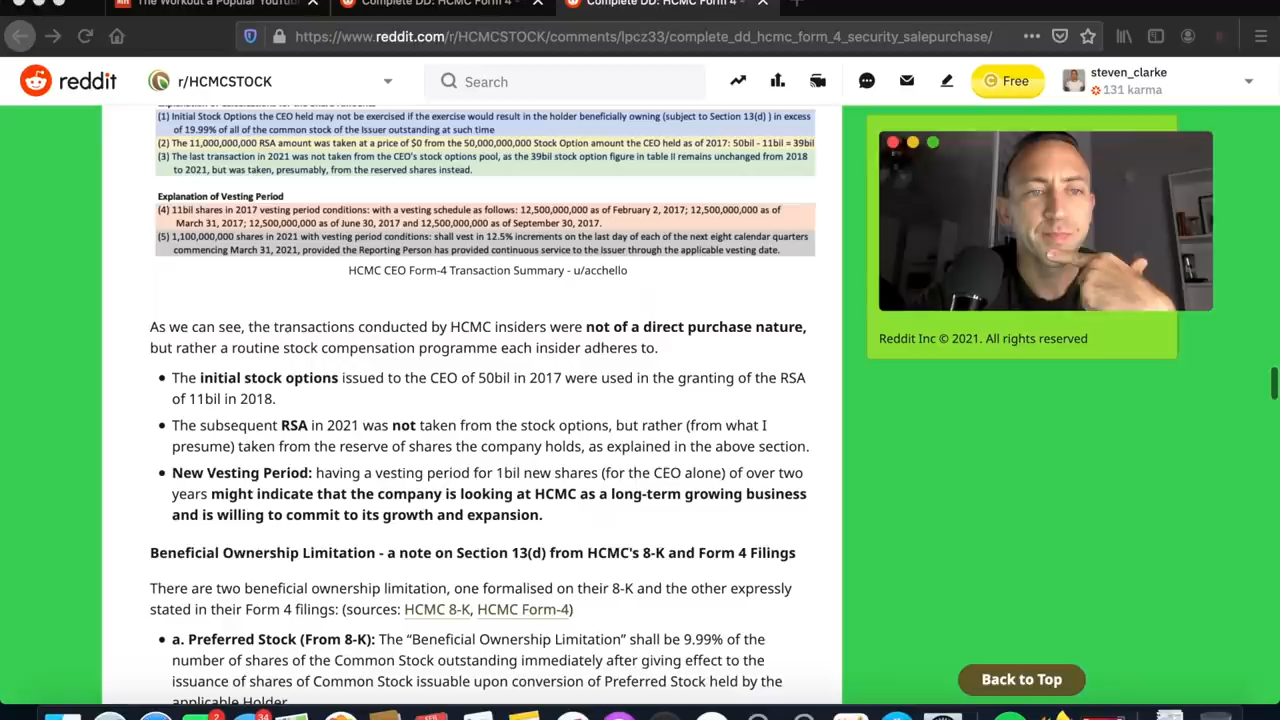 The Workout a Popular YouTub
Complete DD: HCMC Form 4 -
Complete DD: HCMC Form 4 -
https://www.reddit.com/r/HCMCSTOCK/comments/lpcz33/complete_dd_hcmc_form_4_security_salepurchase/
reddit
r/HCMCSTOCK
Search
Free
steven_clarke
131 karma
Explanation of Calculations for the Share Amounts
(1) Initial Stock Options the CEO held may not be exercised if the exercise would result in the holder beneficially owning (subject to Section 13(d) ) in excess
of 19.99% of all of the common stock of the Issuer outstanding at such time
(2) The 11,000,000,000 RSA amount was taken at a price of $0 from the 50,000,000,000 Stock Option amount the CEO held as of 2017: 50bil - 11bil = 39bil
(3) The last transaction in 2021 was not taken from the CEO's stock options pool, as the 39bil stock option figure in table II remains unchanged from 2018
to 2021, but was taken, presumably, from the reserved shares instead.
Explanation of Vesting Period
(4) 11bil shares in 2017 vesting period conditions: with a vesting schedule as follows: 12,500,000,000 as of February 2, 2017; 12,500,000,000 as of
March 31, 2017; 12,500,000,000 as of June 30, 2017 and 12,500,000,000 as of September 30, 2017.
(5) 1,100,000,000 shares in 2021 with vesting period conditions: shall vest in 12.5% increments on the last day of each of the next eight calendar quarters
commencing March 31, 2021, provided the Reporting Person has provided continuous service to the Issuer through the applicable vesting date.
HCMC CEO Form-4 Transaction Summary - u/acchello
As we can see, the transactions conducted by HCMC insiders were not of a direct purchase nature,
but rather a routine stock compensation programme each insider adheres to.
• The initial stock options issued to the CEO of 50bil in 2017 were used in the granting of the RSA
of 11bil in 2018.
• The subsequent RSA in 2021 was not taken from the stock options, but rather (from what I
presume) taken from the reserve of shares the company holds, as explained in the above section.
• New Vesting Period: having a vesting period for 1bil new shares (for the CEO alone) of over two
years might indicate that the company is looking at HCMC as a long-term growing business
and is willing to commit to its growth and expansion.
Beneficial Ownership Limitation - a note on Section 13(d) from HCMC's 8-K and Form 4 Filings
There are two beneficial ownership limitation, one formalised on their 8-K and the other expressly
stated in their Form 4 filings: (sources: HCMC 8-K, HCMC Form-4)
• a. Preferred Stock (From 8-K): The “Beneficial Ownership Limitation” shall be 9.99% of the
number of shares of the Common Stock outstanding immediately after giving effect to the
issuance of shares of Common Stock issuable upon conversion of Preferred Stock held by the
applicable Holder.
Reddit Inc © 2021. All rights reserved
Back to Top
2
34